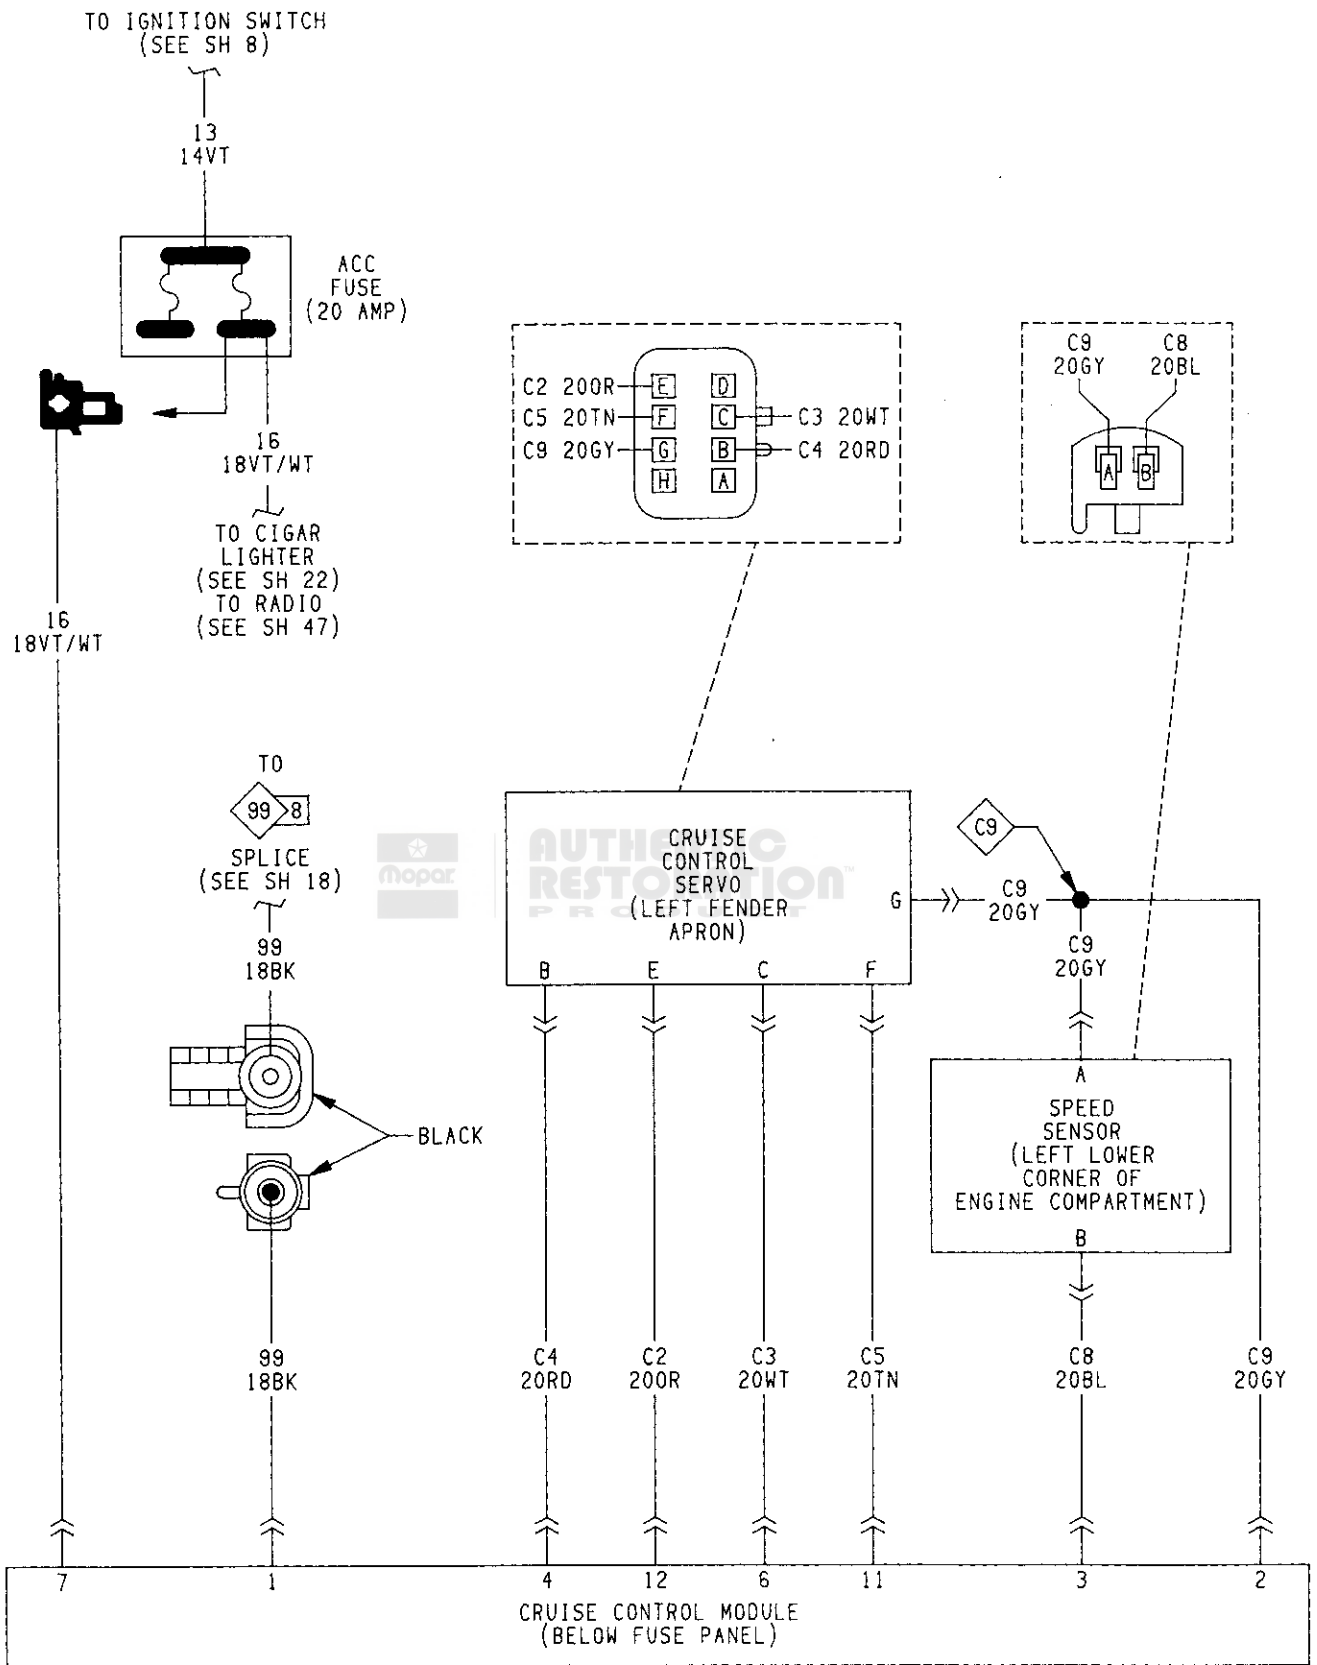 TO IGNITION SWITCH
(SEE SH 8)
13
14VT
ACC
FUSE
(20 AMP)
16
18VT/WT
TO CIGAR
LIGHTER
(SEE SH 22)
TO RADIO
(SEE SH 47)
16
18VT/WT
C2 20OR
E
D
C5 20TN
F
C
C3 20WT
C9 20GY
G
B
C4 20RD
H
A
C9
20GY
C8
20BL
A
B
TO
99
8
SPLICE
(SEE SH 18)
99
18BK
BLACK
99
18BK
Mopar
AUTHENTIC
RESTORATION™
PRODUCT
CRUISE
CONTROL
SERVO
(LEFT FENDER
APRON)
G
B
E
C
F
C9
20GY
C9
C9
20GY
A
SPEED
SENSOR
(LEFT LOWER
CORNER OF
ENGINE COMPARTMENT)
B
C4
20RD
C2
20OR
C3
20WT
C5
20TN
C8
20BL
C9
20GY
7
1
4
12
6
11
3
2
CRUISE CONTROL MODULE
(BELOW FUSE PANEL)